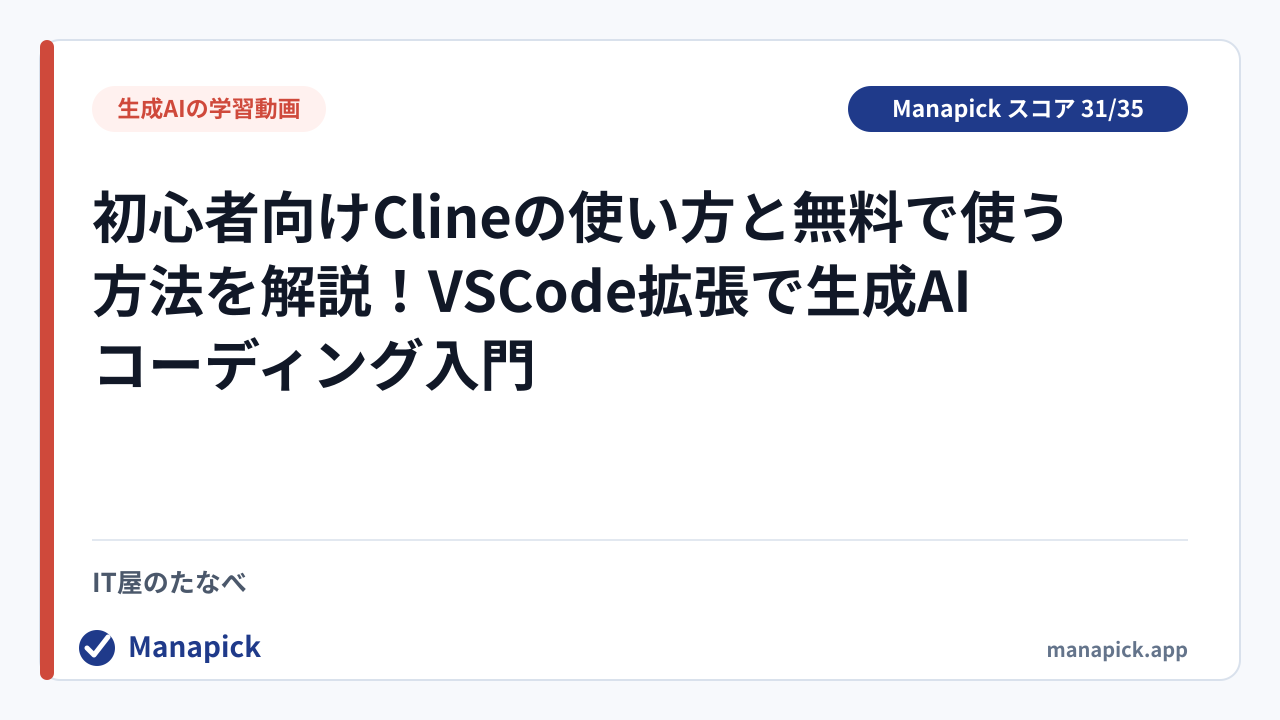 生成AIの学習動画
Manapick スコア 31/35
初心者向けClineの使い方と無料で使う
方法を解説！VSCode拡張で生成AI
コーディング入門
IT屋のたなべ
Manapick
manapick.app